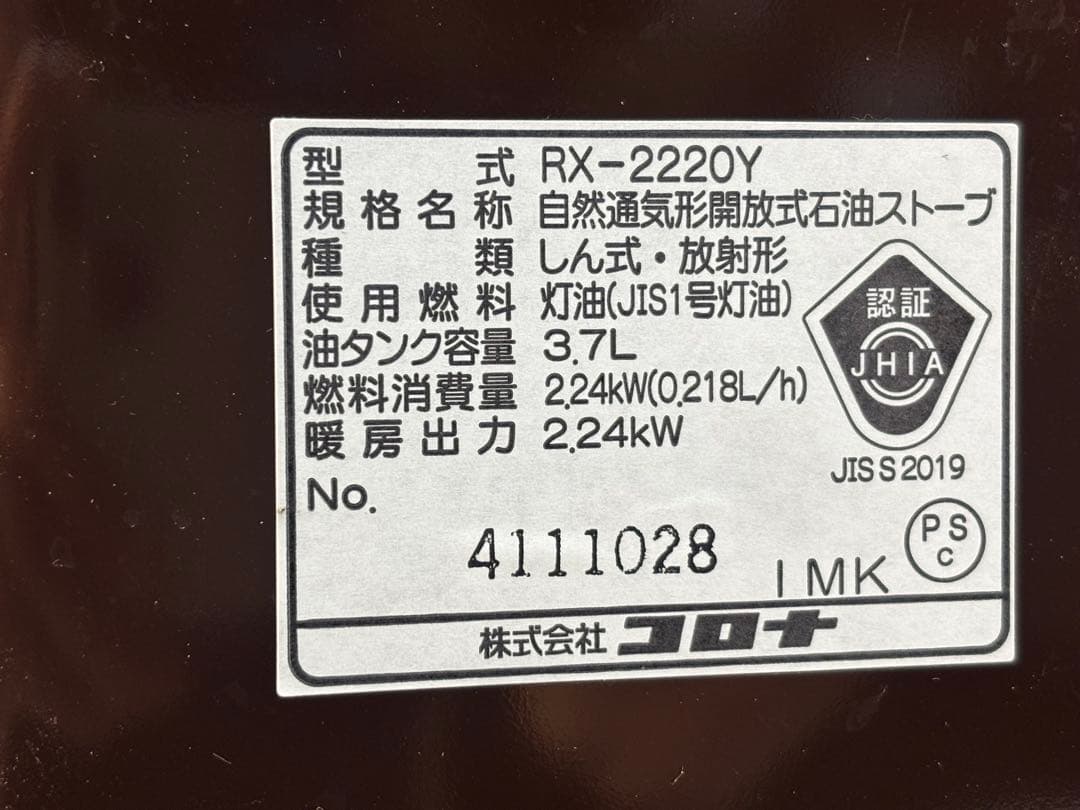 型式 RX-2220Y
規格名称 自然通気形開放式石油ストーブ
種類 しん式・放射形
使用燃料 灯油(JIS1号灯油)
油タンク容量 3.7L
燃料消費量 2.24kW(0.218L/h)
暖房出力 2.24kW
認証
JHIA
JIS S 2019
No.
4111028
IMK
PS
C
株式会社コロナ